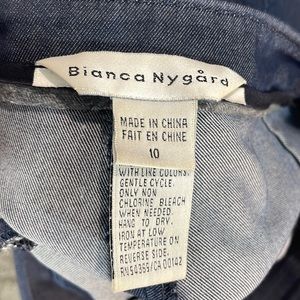 Bianca Nygård
MADE IN CHINA
FAIT EN CHINE
10
WITH LIKE COLORS.
GENTLE CYCLE.
ONLY NON
CHLORINE BLEACH
WHEN NEEDED.
HANG TO DRY.
IRON AT LOW
TEMPERATURE ON
REVERSE SIDE.
RN54365/CA 00142